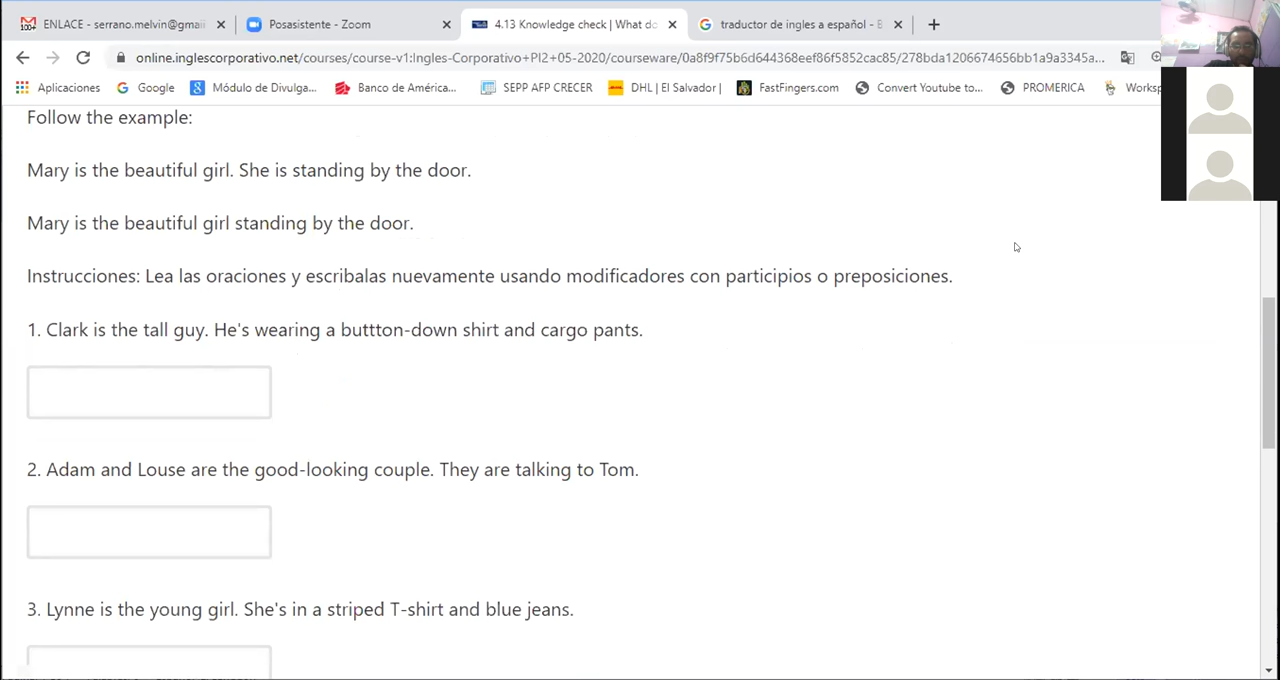 ENLACE - serrano.melvin@gmai
Posasistente - Zoom
4.13 Knowledge check | What do
traductor de ingles a español - B
online.inglescorporativo.net/courses/course-v1:Ingles-Corporativo+PI2+05-2020/courseware/0a8f9f75b6d644368eef86f5852cac85/278bda1206674656bb1a9a3345a...
Aplicaciones
Google
Módulo de Divulga...
Banco de América...
SEPP AFP CRECER
DHL | El Salvador |
FastFingers.com
Convert Youtube to...
PROMERICA
Worksp
Follow the example:
Mary is the beautiful girl. She is standing by the door.
Mary is the beautiful girl standing by the door.
Instrucciones: Lea las oraciones y escribalas nuevamente usando modificadores con participios o preposiciones.
1. Clark is the tall guy. He's wearing a buttton-down shirt and cargo pants.
2. Adam and Louse are the good-looking couple. They are talking to Tom.
3. Lynne is the young girl. She's in a striped T-shirt and blue jeans.